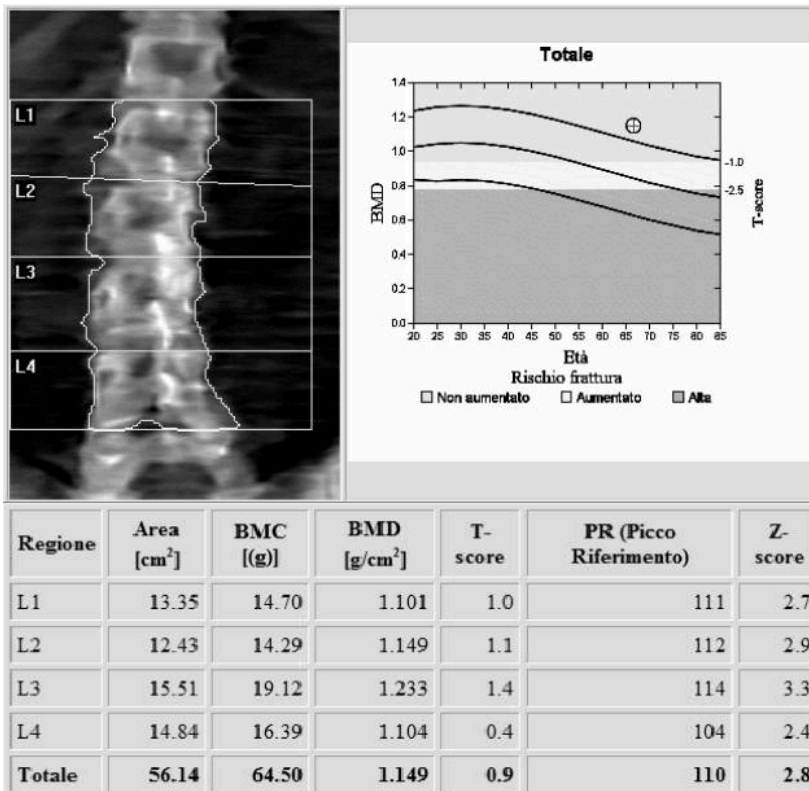 L1
L2
L3
L4
Totale
1.4
1.2
1.0
0.8
0.6
0.4
0.2
0.0
BMD
-1.0
-2.5
T-score
20 25 30 35 40 45 50 55 60 65 70 75 80 85
Età
Rischio frattura
Non aumentato Aumentato Alta
Regione Area [cm²] BMC [(g)] BMD [g/cm²] T-score PR (Picco Riferimento) Z-score
L1 13.35 14.70 1.101 1.0 111 2.7
L2 12.43 14.29 1.149 1.1 112 2.9
L3 15.51 19.12 1.233 1.4 114 3.3
L4 14.84 16.39 1.104 0.4 104 2.4
Totale 56.14 64.50 1.149 0.9 110 2.8